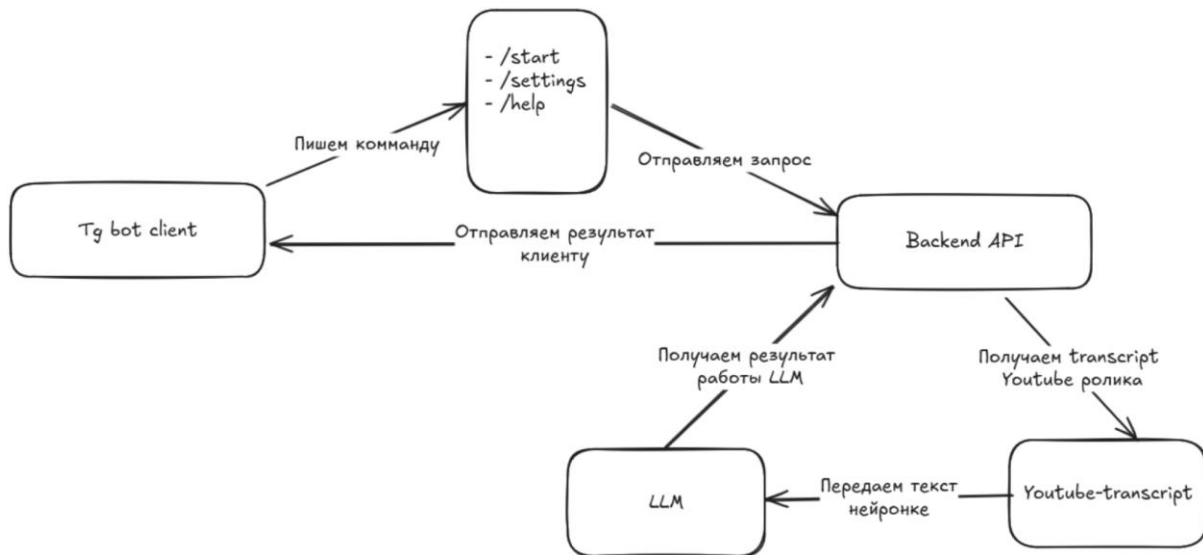 - /start
- /settings
- /help
Пишем комманду
Отправляем запрос
Tg bot client
Отправляем результат
клиенту
Backend API
Получаем результат
работы LLM
Получаем transcript
Youtube ролика
LLM
Передаем текст
нейронке
Youtube-transcript